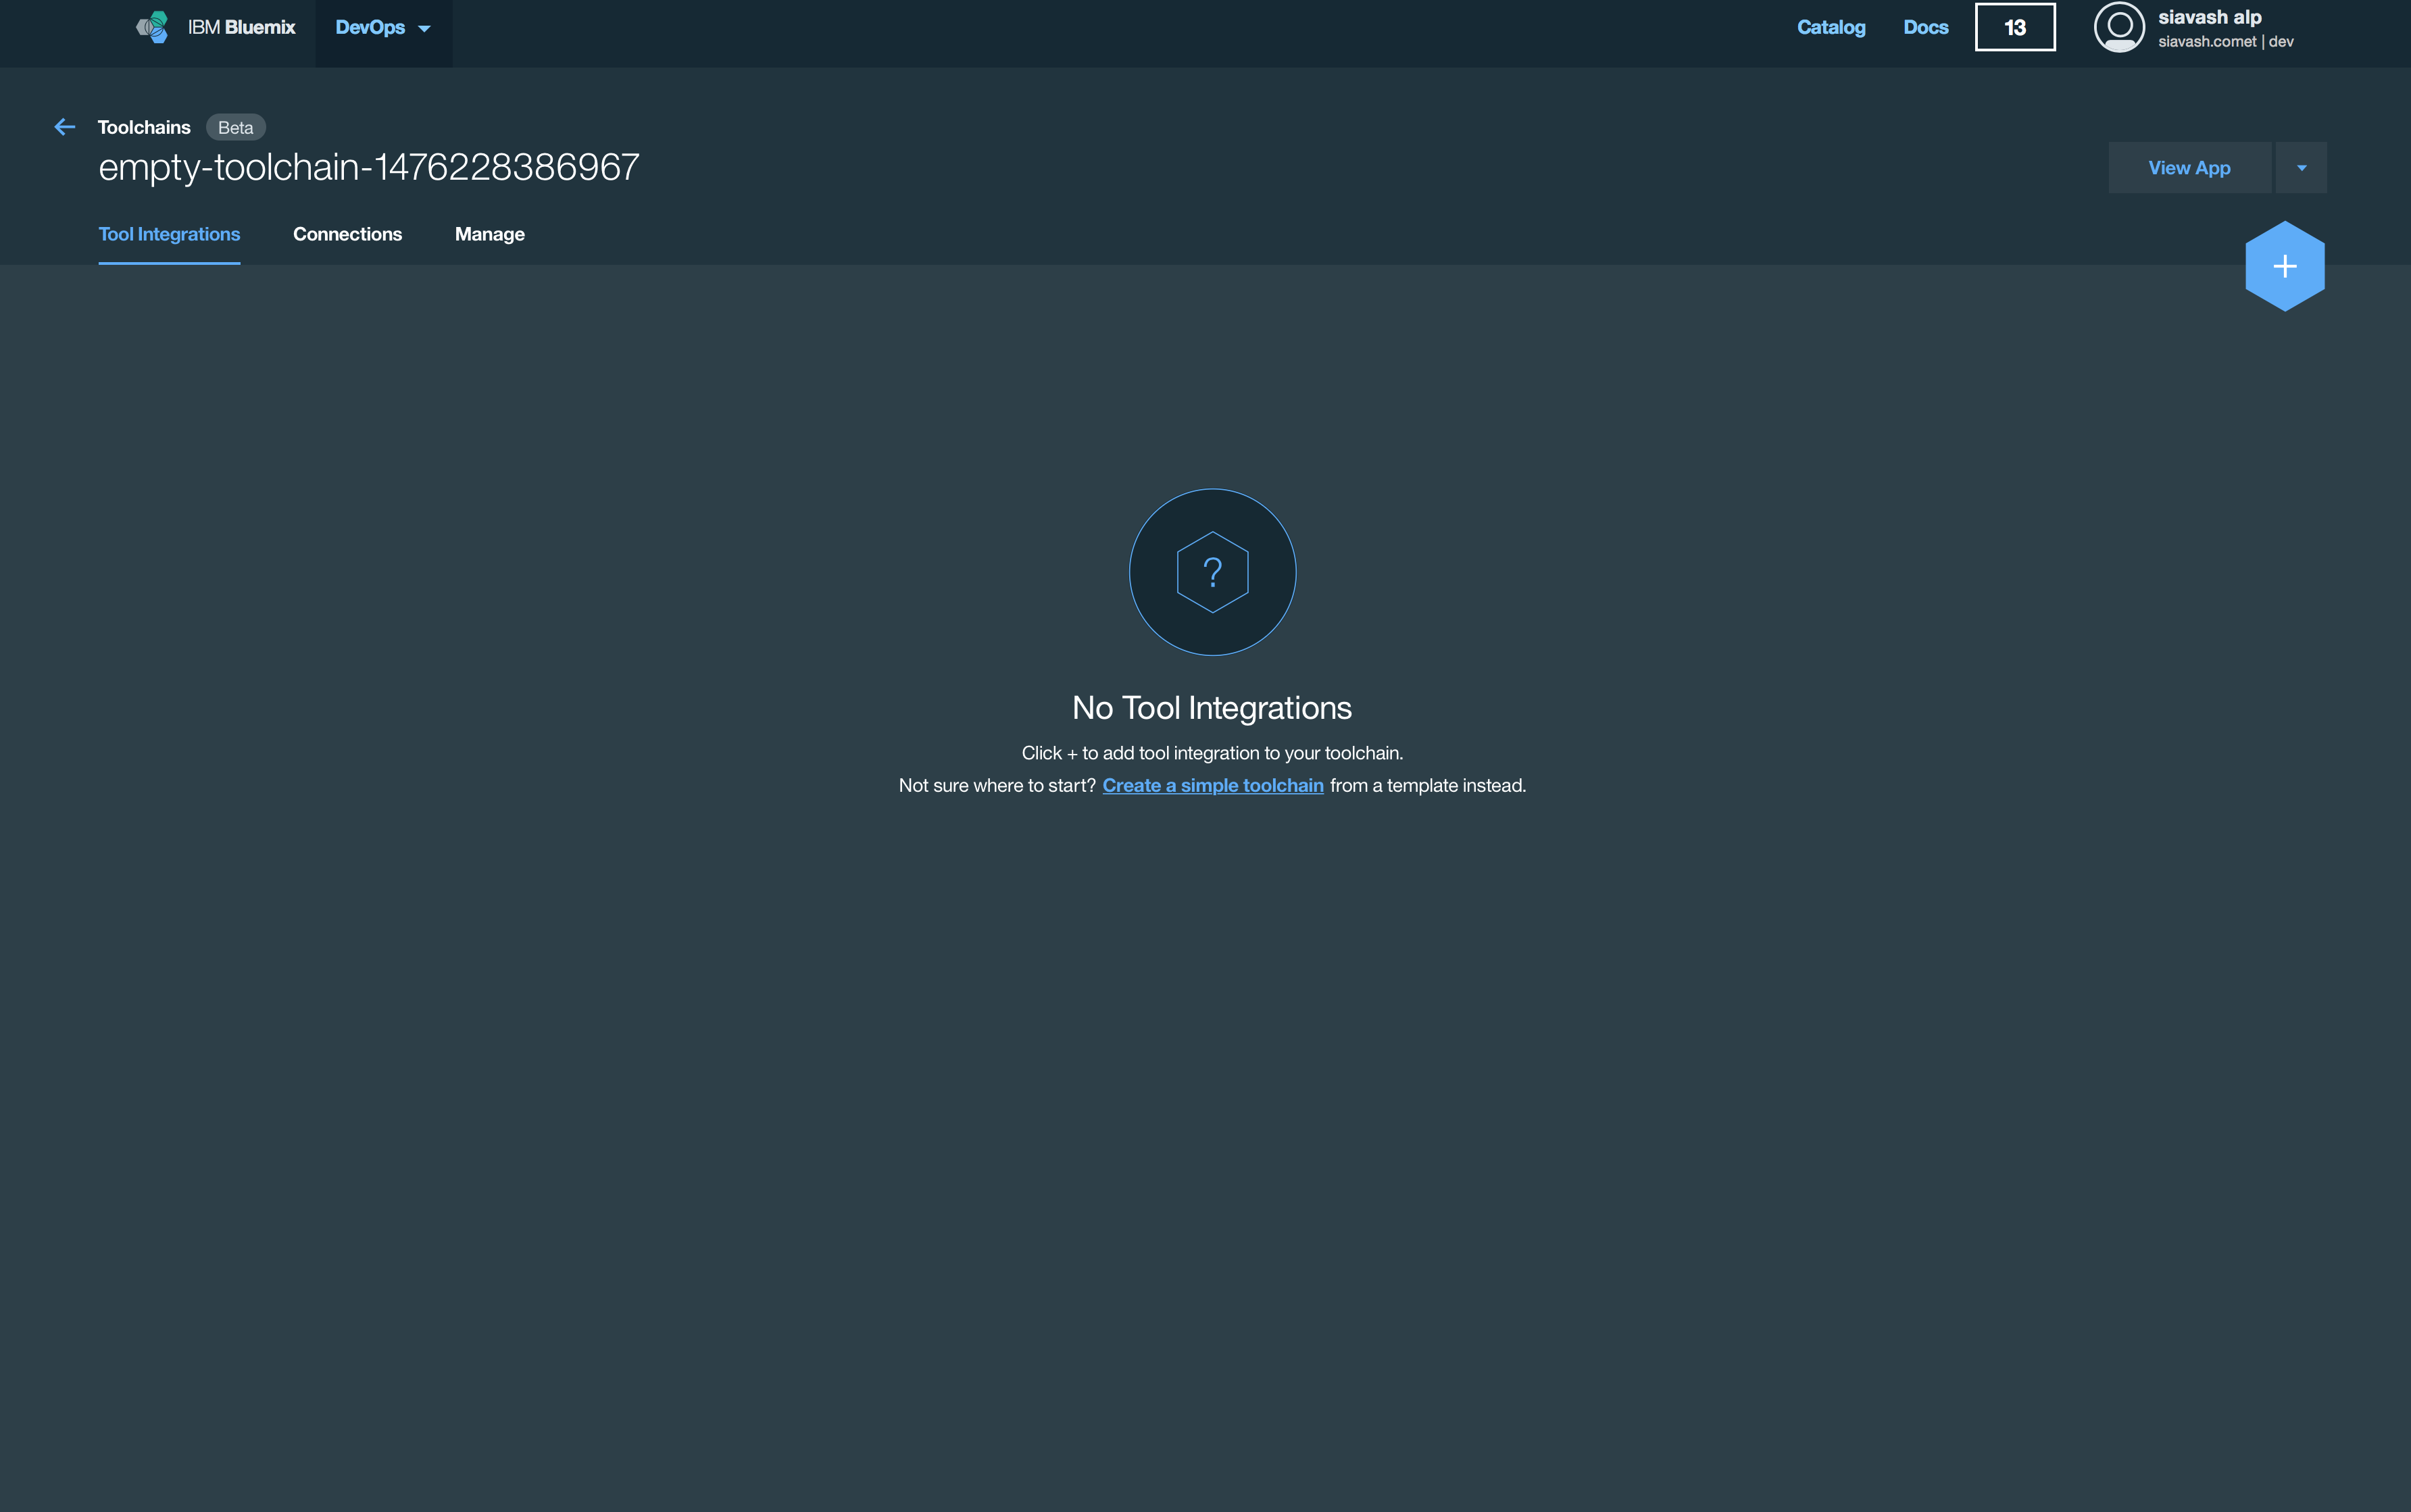 IBM Bluemix
DevOps
Catalog
Docs
13
siavash alp
siavash.comet | dev
Toolchains
Beta
empty-toolchain-1476228386967
View App
Tool Integrations
Connections
Manage
+
?
No Tool Integrations
Click + to add tool integration to your toolchain.
Not sure where to start? Create a simple toolchain from a template instead.